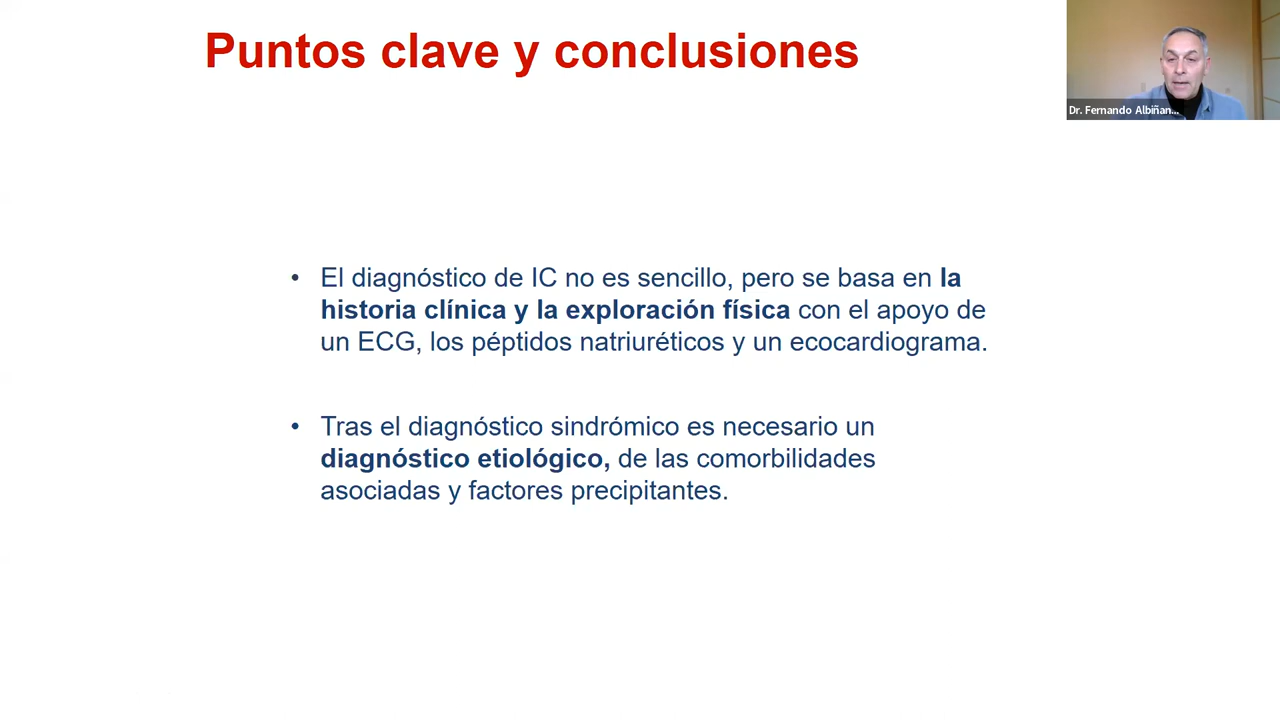 Puntos clave y conclusiones
Dr. Fernando Albiñan...
• El diagnóstico de IC no es sencillo, pero se basa en la
historia clínica y la exploración física con el apoyo de
un ECG, los péptidos natriuréticos y un ecocardiograma.
• Tras el diagnóstico sindrómico es necesario un
diagnóstico etiológico, de las comorbilidades
asociadas y factores precipitantes.